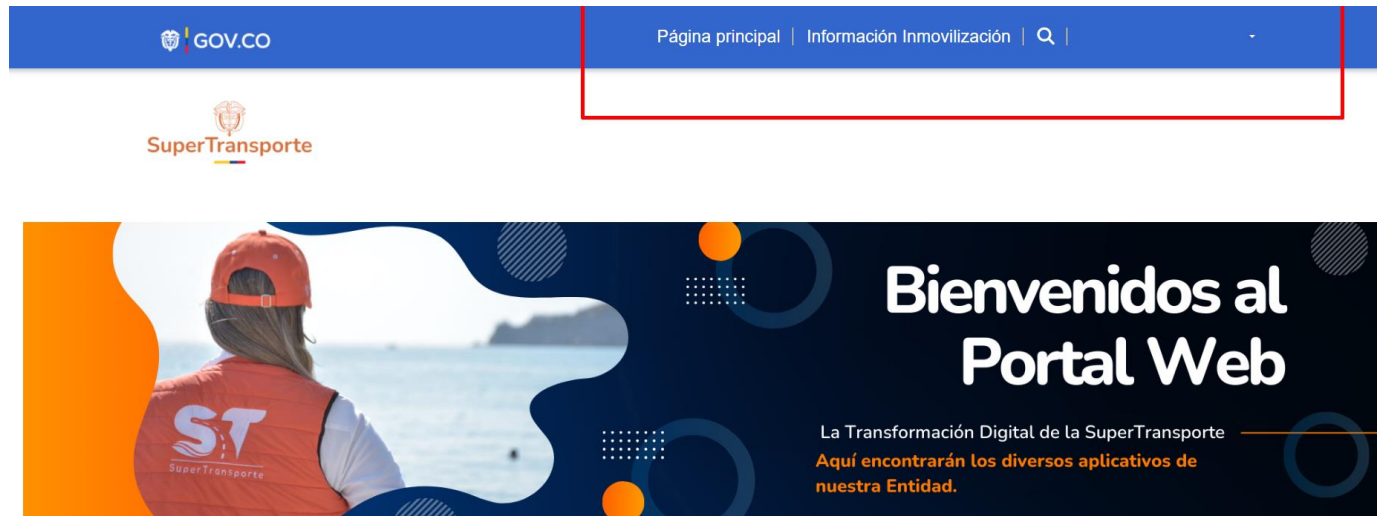 GOV.CO
Página principal | Información Inmovilización |
SuperTransporte
Bienvenidos al
Portal Web
La Transformación Digital de la SuperTransporte
Aquí encontrarán los diversos aplicativos de
nuestra Entidad.
ST
SuperTransporte